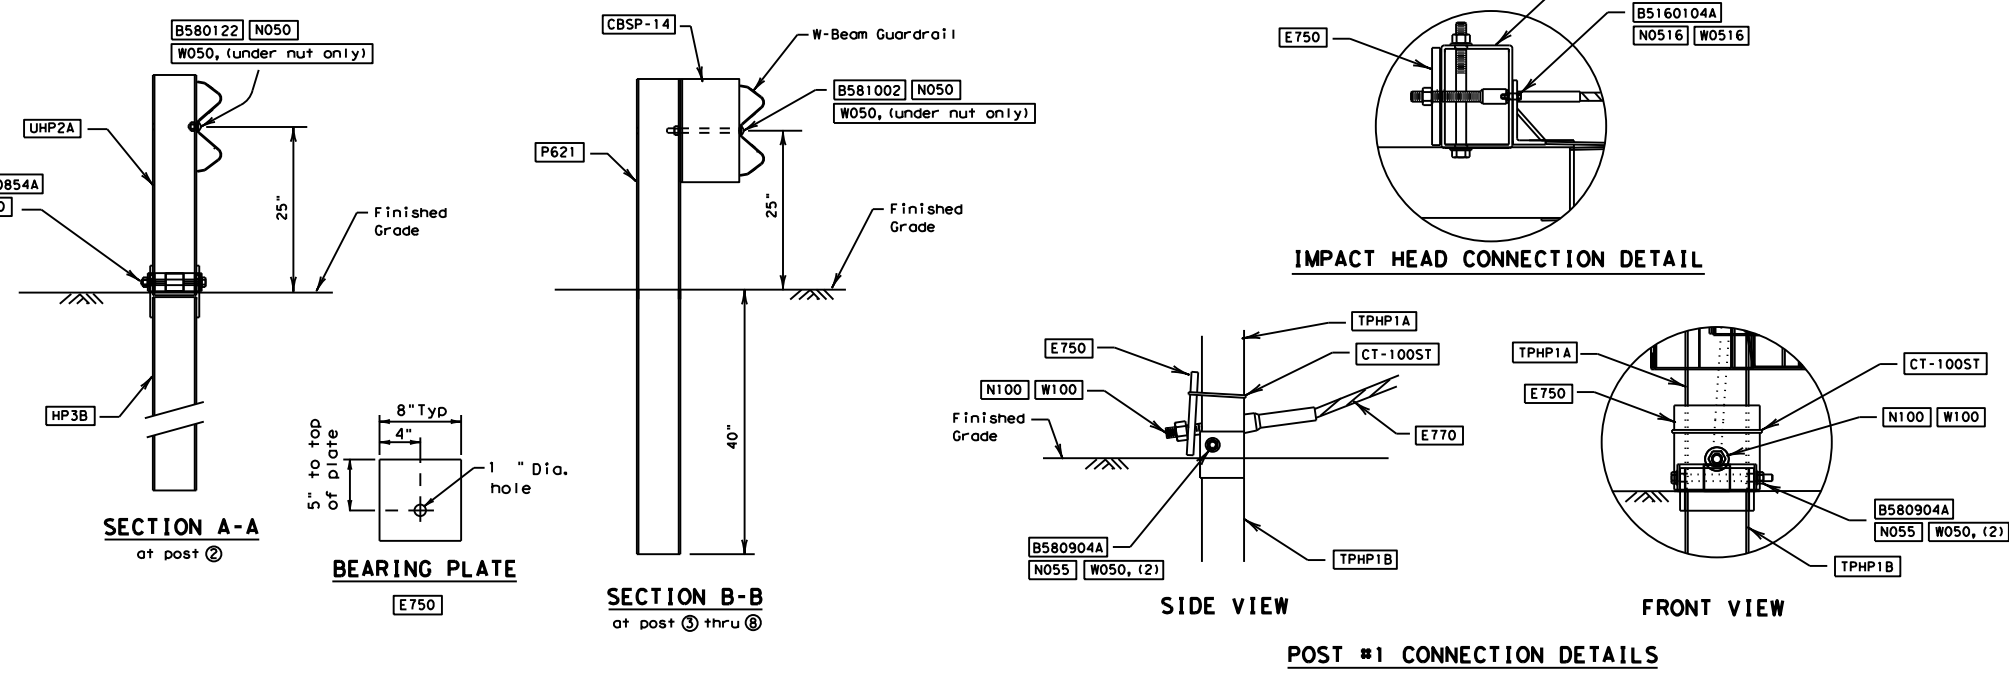 B580122 N050
W050, (under nut only)
UHP2A
0854A
25"
Finished
Grade
HP3B
SECTION A-A
at post ②
8"Typ
4"
5" to top
of plate
1 " Dia.
hole
BEARING PLATE
E750
CBSP-14
W-Beam Guardrail
B581002 N050
W050, (under nut only)
P621
25"
Finished
Grade
40"
SECTION B-B
at post ③ thru ⑧
E750
B5160104A
N0516 W0516
IMPACT HEAD CONNECTION DETAIL
TPHP1A
E750
CT-100ST
N100 W100
Finished
Grade
E770
B580904A
N055 W050, (2)
TPHP1B
SIDE VIEW
TPHP1A
CT-100ST
E750
N100 W100
B580904A
N055 W050, (2)
TPHP1B
FRONT VIEW
POST #1 CONNECTION DETAILS